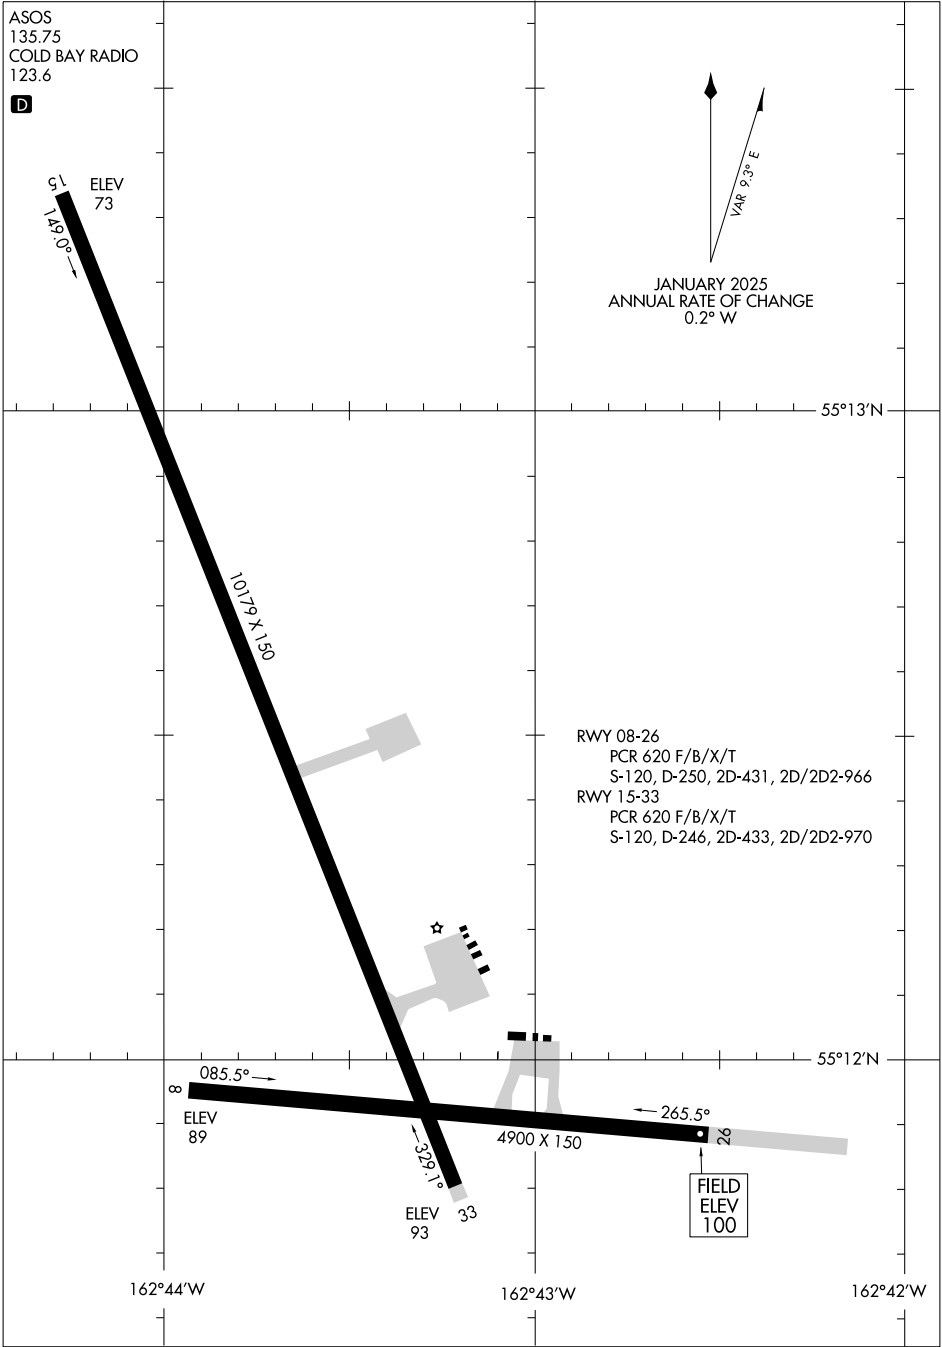 ASOS
135.75
COLD BAY RADIO
123.6
D
15
ELEV
73
149.0°
VAR 9.3° E
JANUARY 2025
ANNUAL RATE OF CHANGE
0.2° W
55°13'N
10179 X 150
RWY 08-26
PCR 620 F/B/X/T
S-120, D-250, 2D-431, 2D/2D2-966
RWY 15-33
PCR 620 F/B/X/T
S-120, D-246, 2D-433, 2D/2D2-970
55°12'N
085.5°
8
ELEV
89
265.5°
4900 X 150
26
329.1°
33
ELEV
93
FIELD
ELEV
100
162°44'W
162°43'W
162°42'W